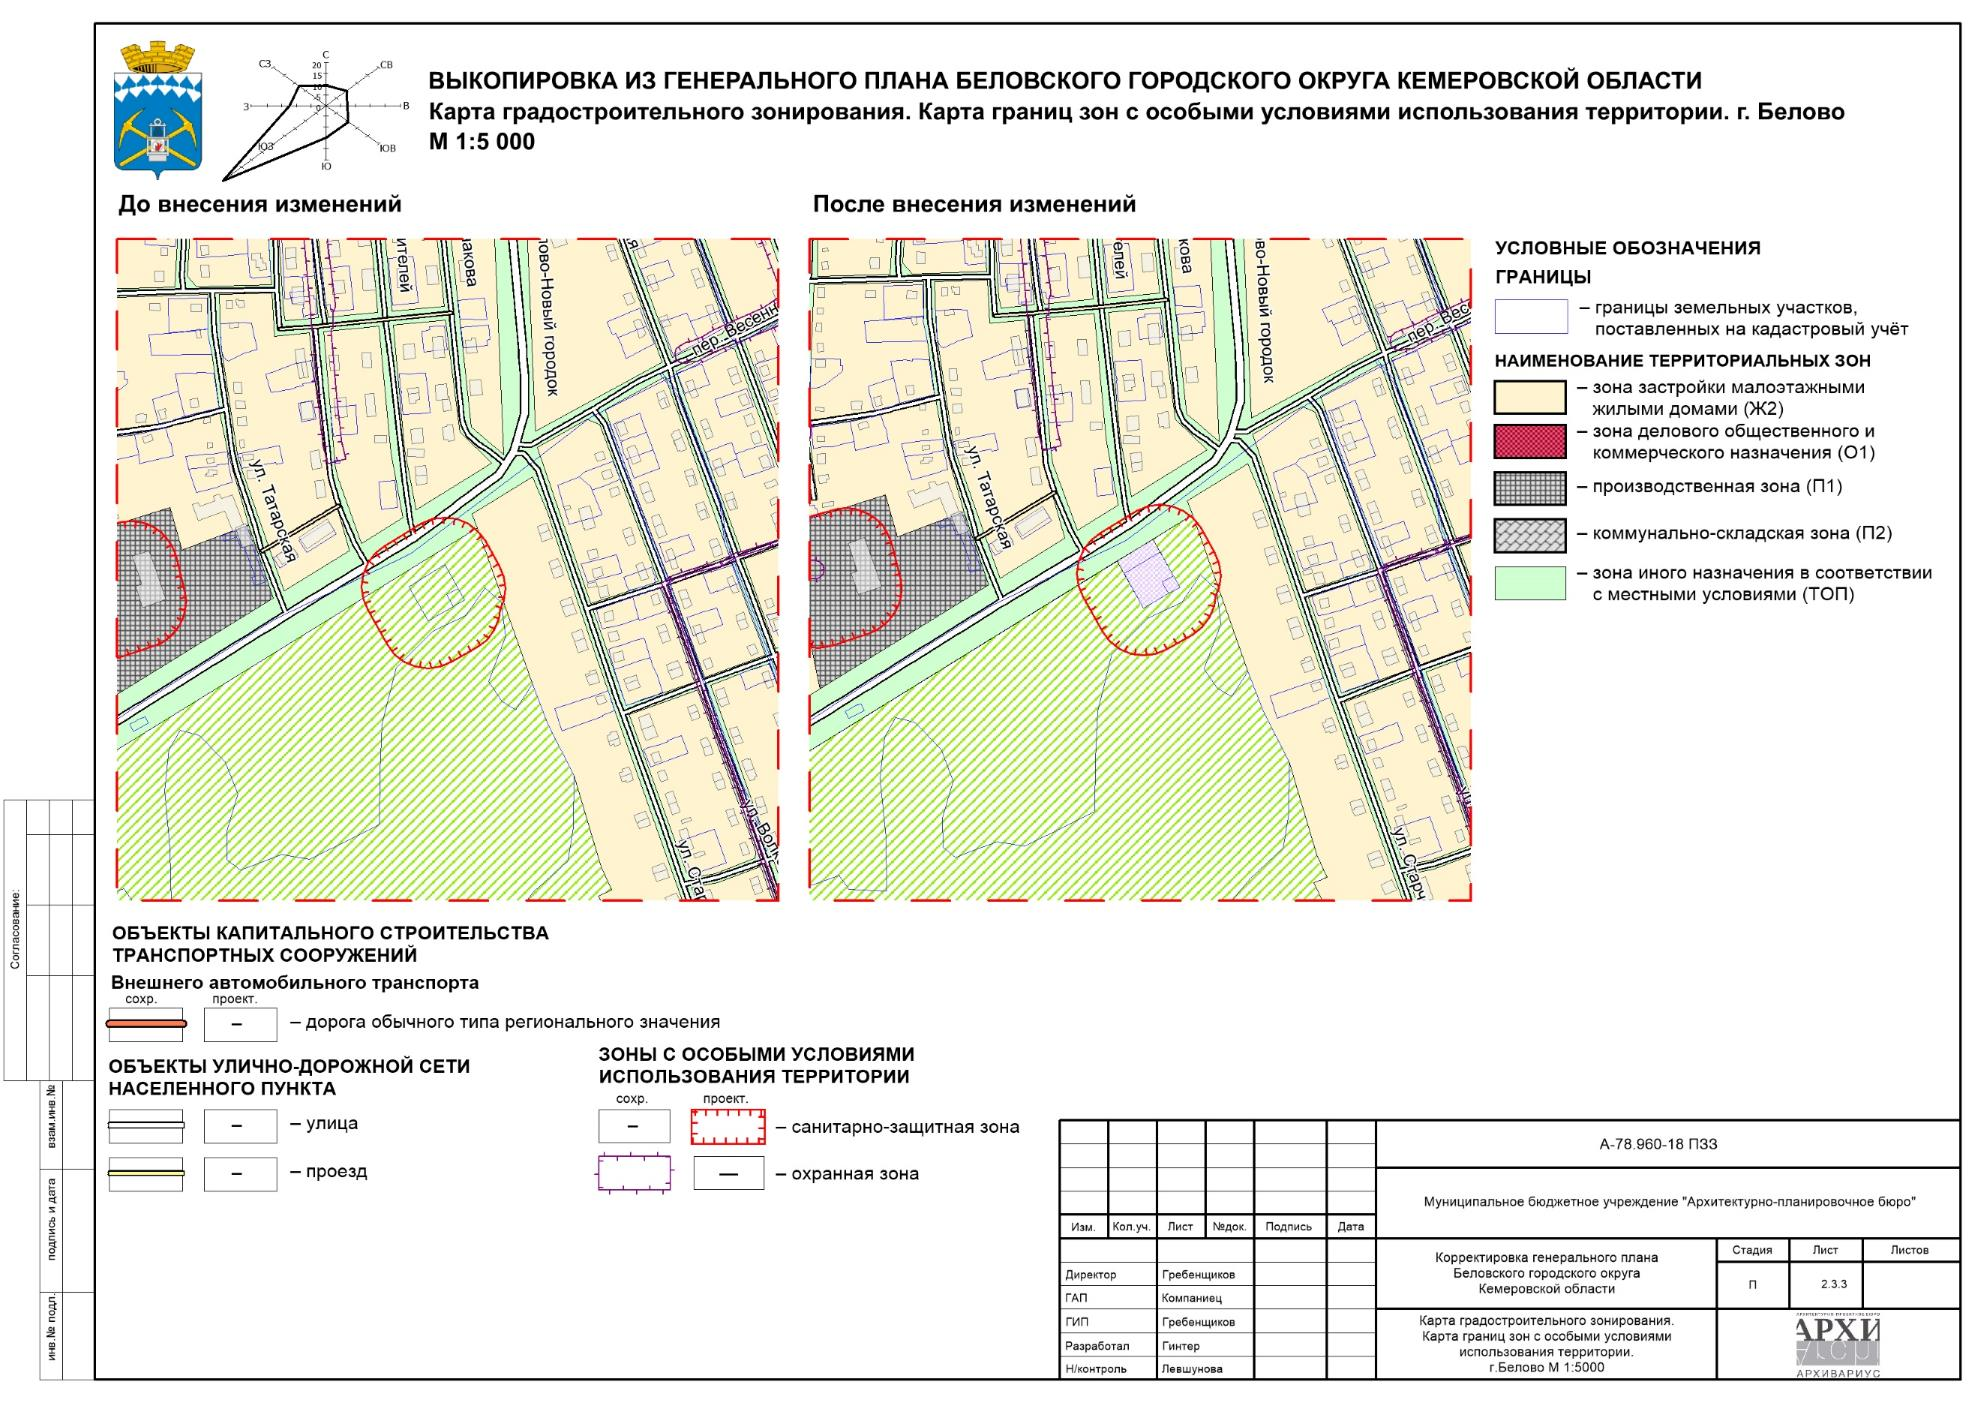 ВЫКОПИРОВКА ИЗ ГЕНЕРАЛЬНОГО ПЛАНА БЕЛОВСКОГО ГОРОДСКОГО ОКРУГА КЕМЕРОВСКОЙ ОБЛАСТИ
Карта градостроительного зонирования. Карта границ зон с особыми условиями использования территории. г. Белово
М 1:5 000
С
СВ
В
ЮВ
Ю
ЮЗ
З
СЗ
20
15
10
5
0
До внесения изменений
После внесения изменений
ителей
акова
ово-Новый городок
я
пер. Весенн
ул. Татарская
ул. Волк
ул. Стар
ителей
кова
ово-Новый городок
пер. Вес
ул. Татарская
ул. Старч
УСЛОВНЫЕ ОБОЗНАЧЕНИЯ
ГРАНИЦЫ
– границы земельных участков,
поставленных на кадастровый учёт
НАИМЕНОВАНИЕ ТЕРРИТОРИАЛЬНЫХ ЗОН
– зона застройки малоэтажными
жилыми домами (Ж2)
– зона делового общественного и
коммерческого назначения (О1)
– производственная зона (П1)
– коммунально-складская зона (П2)
– зона иного назначения в соответствии
с местными условиями (ТОП)
ОБЪЕКТЫ КАПИТАЛЬНОГО СТРОИТЕЛЬСТВА
ТРАНСПОРТНЫХ СООРУЖЕНИЙ
Внешнего автомобильного транспорта
сохр. проект.
– – дорога обычного типа регионального значения
ОБЪЕКТЫ УЛИЧНО-ДОРОЖНОЙ СЕТИ
НАСЕЛЕННОГО ПУНКТА
– – улица
– – проезд
ЗОНЫ С ОСОБЫМИ УСЛОВИЯМИ
ИСПОЛЬЗОВАНИЯ ТЕРРИТОРИИ
сохр. проект.
– – санитарно-защитная зона
— – охранная зона
Согласование:
взам.инв.№
подпись и дата
инв.№ подл.
А-78.960-18 ПЗЗ
Муниципальное бюджетное учреждение "Архитектурно-планировочное бюро"
Изм. Кол.уч. Лист №док. Подпись Дата
Директор Гребенщиков
ГАП Компаниец
ГИП Гребенщиков
Разработал Гинтер
Н/контроль Левшунова
Корректировка генерального плана
Беловского городского округа
Кемеровской области
Стадия Лист Листов
П 2.3.3
Карта градостроительного зонирования.
Карта границ зон с особыми условиями
использования территории.
г.Белово М 1:5000
АРХИ
АРХИВАРИУС